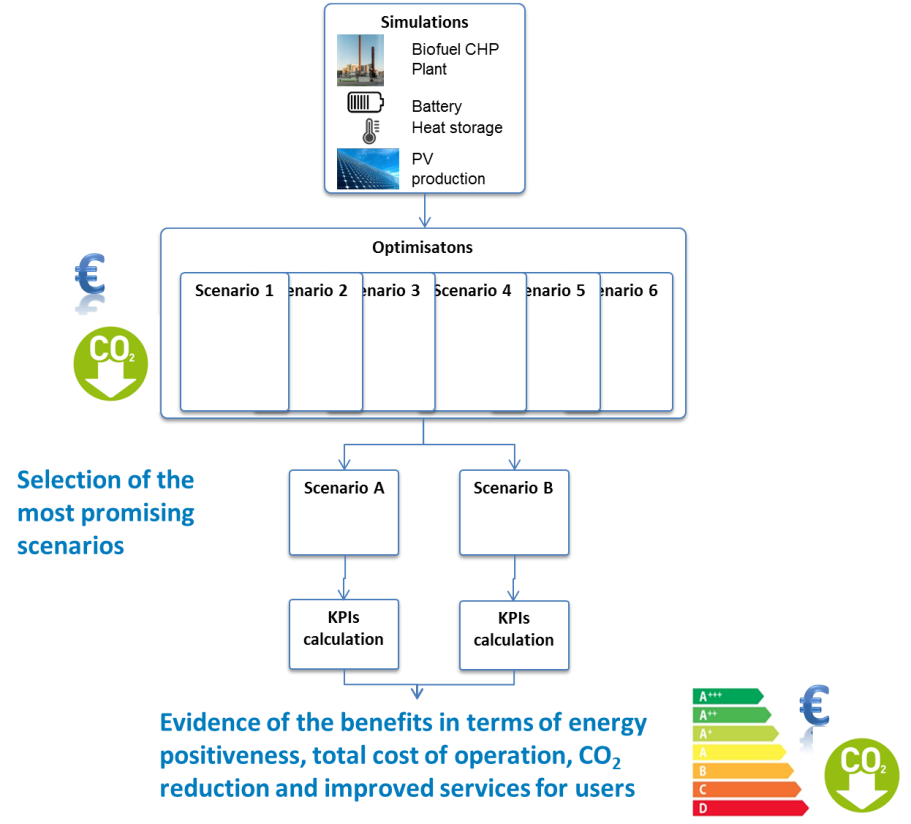 Simulations
Biofuel CHP
Plant
Battery
Heat storage
PV
production
Optimisatons
Scenario 1
enario 2
enario 3
Scenario 4
enario 5
enario 6
€
CO₂
Selection of the
most promising
scenarios
Scenario A
Scenario B
KPIs
calculation
KPIs
calculation
Evidence of the benefits in terms of energy
positiveness, total cost of operation, CO₂
reduction and improved services for users
A+++
A++
A+
A
B
C
D
€
CO₂